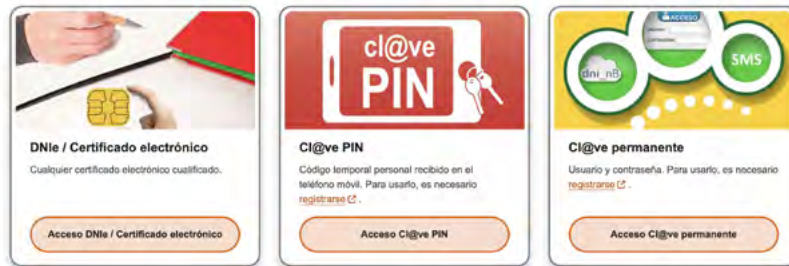 cl@ve
PIN
ACCESO
dni_nB
SMS
DNIe / Certificado electrónico
Cualquier certificado electrónico cualificado.
Acceso DNIe / Certificado electrónico
Cl@ve PIN
Código temporal personal recibido en el
teléfono móvil. Para usarlo, es necesario
registrarse .
Acceso Cl@ve PIN
Cl@ve permanente
Usuario y contraseña. Para usarlo, es necesario
registrarse .
Acceso Cl@ve permanente